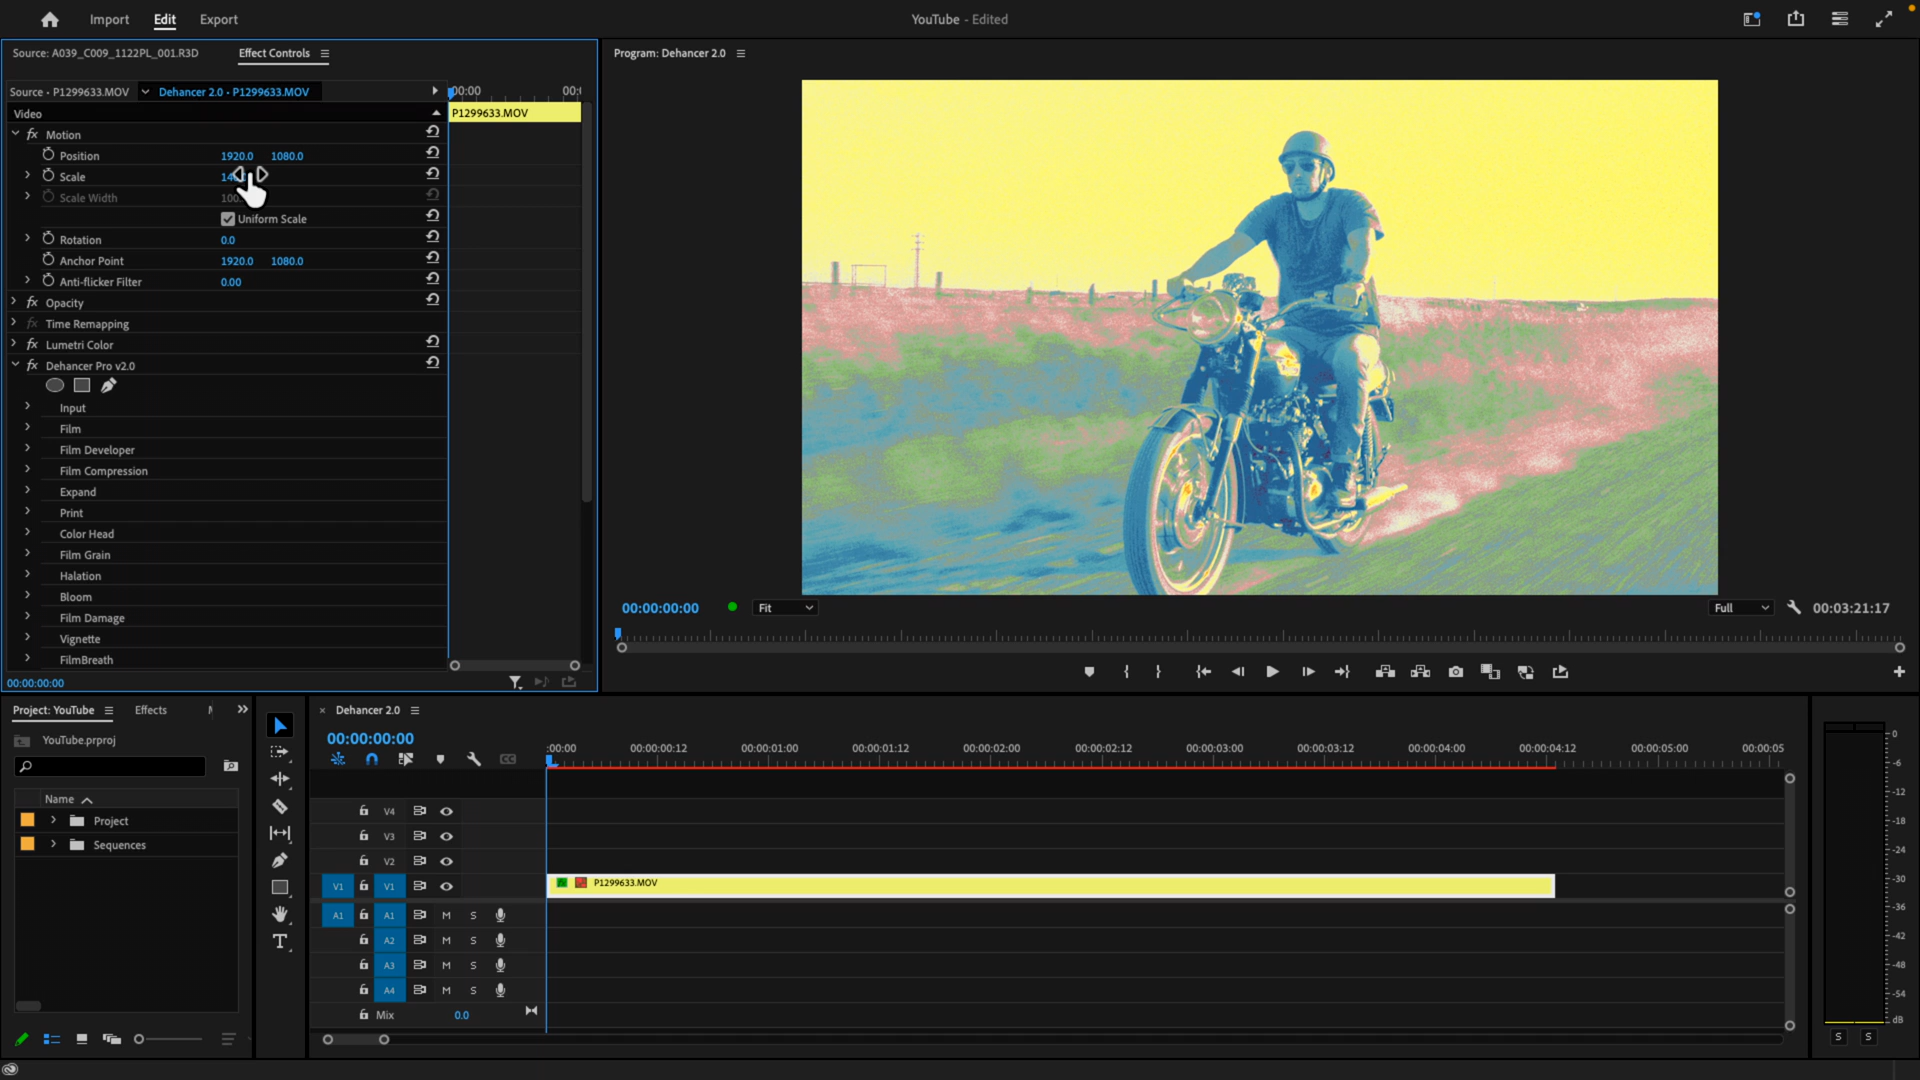 Import Edit Export
YouTube - Edited
Source: A039_C009_1122PL_001.R3D Effect Controls
Program: Dehancer 2.0
Source • P1299633.MOV Dehancer 2.0 • P1299633.MOV
:00:00 00:
Video
P1299633.MOV
fx Motion
Position 1920.0 1080.0
Scale
Scale Width
Uniform Scale
Rotation 0.0
Anchor Point 1920.0 1080.0
Anti-flicker Filter 0.00
fx Opacity
fx Time Remapping
fx Lumetri Color
fx Dehancer Pro v2.0
Input
Film
Film Developer
Film Compression
Expand
Print
Color Head
Film Grain
Halation
Bloom
Film Damage
Vignette
FilmBreath
00:00:00:00
00:00:00:00 Fit Full 00:03:21:17
Project: YouTube Effects
YouTube.prproj
Name
Project
Sequences
× Dehancer 2.0
00:00:00:00
:00:00 00:00:00:12 00:00:01:00 00:00:01:12 00:00:02:00 00:00:02:12 00:00:03:00 00:00:03:12 00:00:04:00 00:00:04:12 00:00:05:00 00:00:05
CC
V4
V3
V2
V1 V1 P1299633.MOV
A1 A1 M S
A2 M S
A3 M S
A4 M S
Mix 0.0
T
0
-6
-12
-18
-24
-30
-36
-42
-48
-54
dB
S S